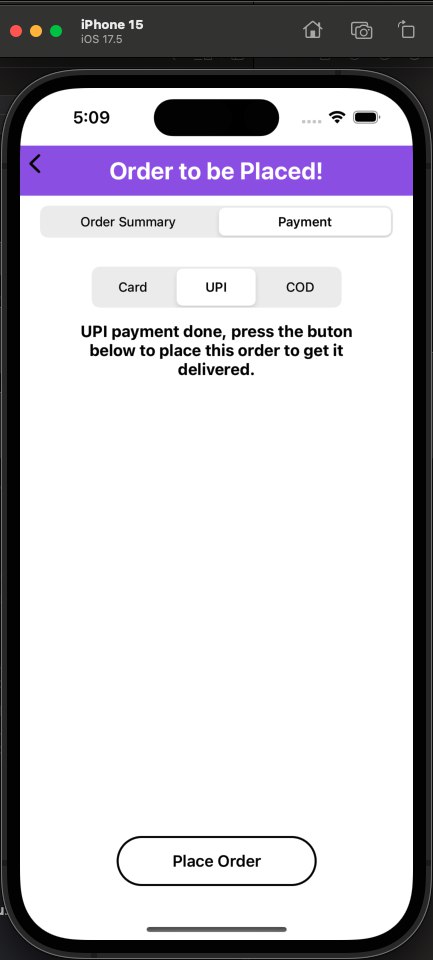 iPhone 15
iOS 17.5
5:09
Order to be Placed!
Order Summary Payment
Card UPI COD
UPI payment done, press the buton
below to place this order to get it
delivered.
Place Order